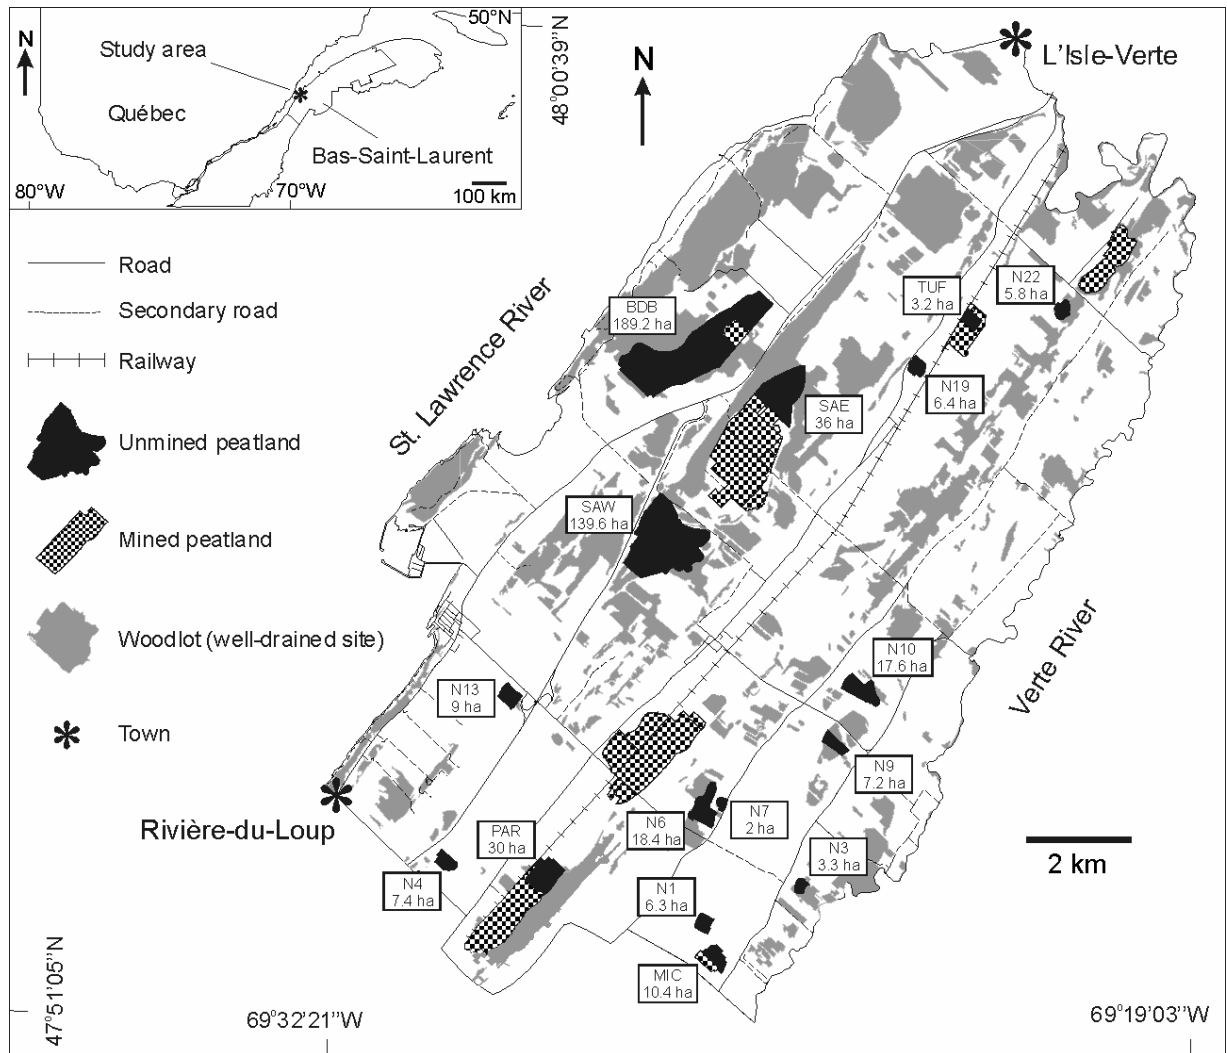 50°N
N
Study area
Québec
Bas-Saint-Laurent
80°W
70°W
100 km
48°00'39"N
N
L'Isle-Verte
Road
Secondary road
Railway
Unmined peatland
Mined peatland
Woodlot (well-drained site)
Town
St. Lawrence River
BDB
189.2 ha
TUF
3.2 ha
N22
5.8 ha
N19
6.4 ha
SAE
36 ha
SAW
139.6 ha
N10
17.6 ha
Verte River
N13
9 ha
N9
7.2 ha
Rivière-du-Loup
PAR
30 ha
N6
18.4 ha
N7
2 ha
N3
3.3 ha
2 km
N4
7.4 ha
N1
6.3 ha
MIC
10.4 ha
47°51'05"N
69°32'21"W
69°19'03"W